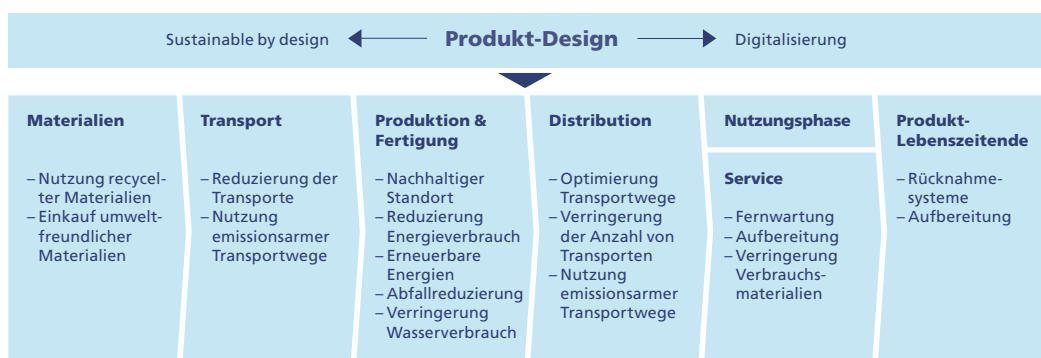 Sustainable by design Produkt-Design Digitalisierung
Materialien
– Nutzung recycel-
ter Materialien
– Einkauf umwelt-
freundlicher
Materialien
Transport
– Reduzierung der
Transporte
– Nutzung
emissionsarmer
Transportwege
Produktion &
Fertigung
– Nachhaltiger
Standort
– Reduzierung
Energieverbrauch
– Erneuerbare
Energien
– Abfallreduzierung
– Verringerung
Wasserverbrauch
Distribution
– Optimierung
Transportwege
– Verringerung
der Anzahl von
Transporten
– Nutzung
emissionsarmer
Transportwege
Nutzungsphase
Service
– Fernwartung
– Aufbereitung
– Verringerung
Verbrauchs-
materialien
Produkt-
Lebenszeitende
– Rücknahme-
systeme
– Aufbereitung